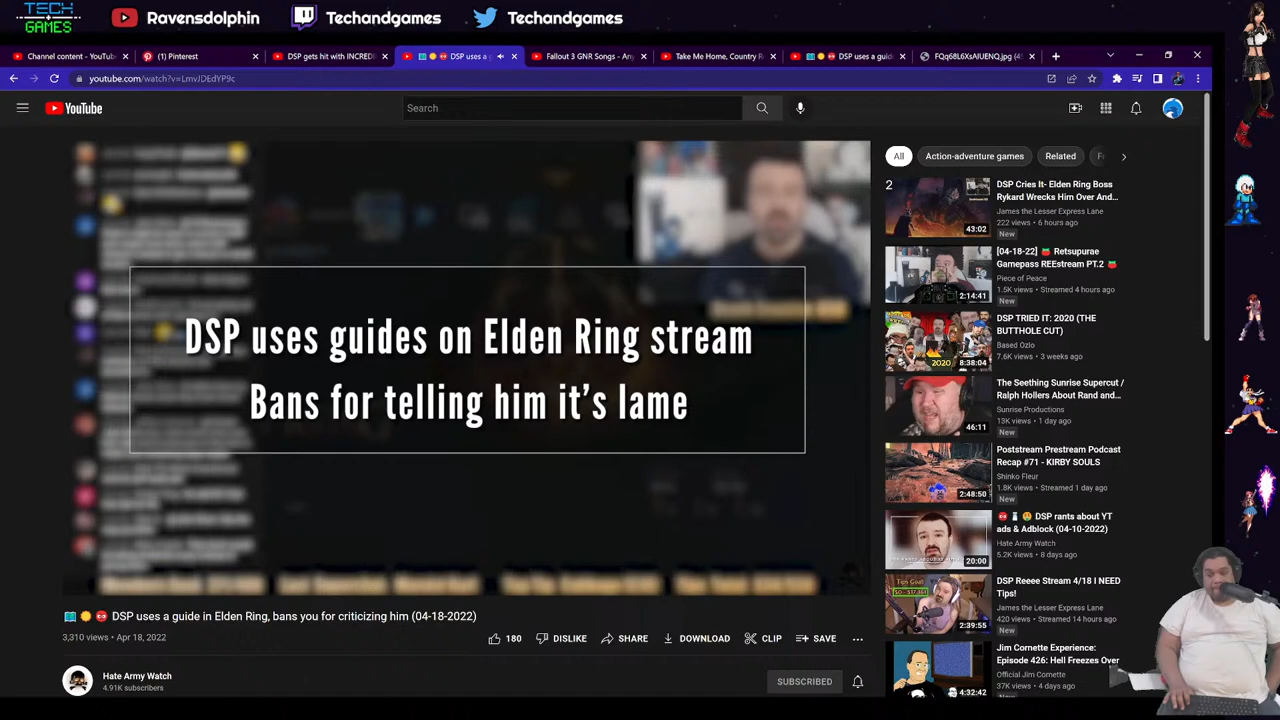 TECH
GAMES
Ravensdolphin
Techandgames
Techandgames
Channel content - YouTube
(1) Pinterest
DSP gets hit with INCRED
DSP uses a
Fallout 3 GNR Songs - An
Take Me Home, Country R
DSP uses a guid
FQq68L6XsAIUENQ.jpg (4
youtube.com/watch?v=LmvJDEdYP9c
YouTube
Search
All
Action-adventure games
Related
2
DSP Cries It- Elden Ring Boss
Rykard Wrecks Him Over And...
James the Lesser Express Lane
222 views • 6 hours ago
New
43:02
[04-18-22] Retsupurae
Gamepass REEstream PT.2
Piece of Peace
1.5K views • Streamed 4 hours ago
New
2:14:41
DSP TRIED IT: 2020 (THE
BUTTHOLE CUT)
Based Ozlo
7.6K views • 3 weeks ago
2020
8:38:04
The Seething Sunrise Supercut /
Ralph Hollers About Rand and...
Sunrise Productions
13K views • 1 day ago
New
46:11
Poststream Prestream Podcast
Recap #71 - KIRBY SOULS
Shinko Fleur
1.8K views • Streamed 1 day ago
New
2:48:50
DSP rants about YT
ads & Adblock (04-10-2022)
Hate Army Watch
5.2K views • 8 days ago
20:00
DSP Reeee Stream 4/18 I NEED
Tips!
James the Lesser Express Lane
420 views • Streamed 14 hours ago
New
2:39:55
Jim Cornette Experience:
Episode 426: Hell Freezes Over
Official Jim Cornette
37K views • 4 days ago
4:32:42
DSP uses guides on Elden Ring stream
Bans for telling him it's lame
DSP uses a guide in Elden Ring, bans you for criticizing him (04-18-2022)
3,310 views • Apr 18, 2022
180
DISLIKE
SHARE
DOWNLOAD
CLIP
SAVE
Hate Army Watch
4.91K subscribers
SUBSCRIBED